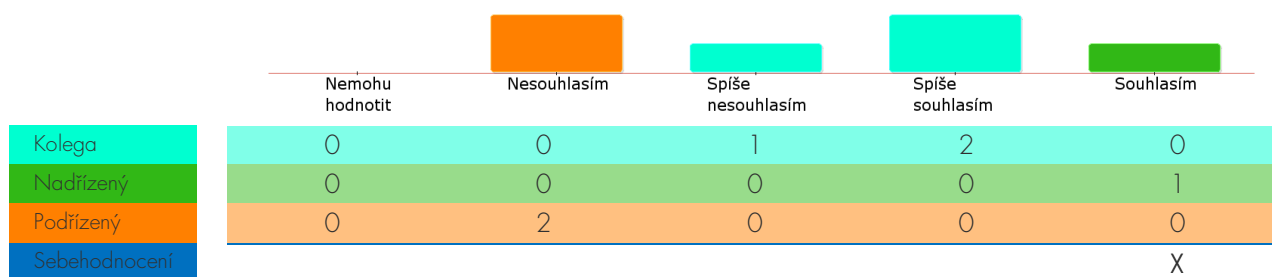 Nemohu
hodnotit
Nesouhlasím
Spíše
nesouhlasím
Spíše
souhlasím
Souhlasím
Kolega 0 0 1 2 0
Nadřízený 0 0 0 0 1
Podřízený 0 2 0 0 0
Sebehodnocení X